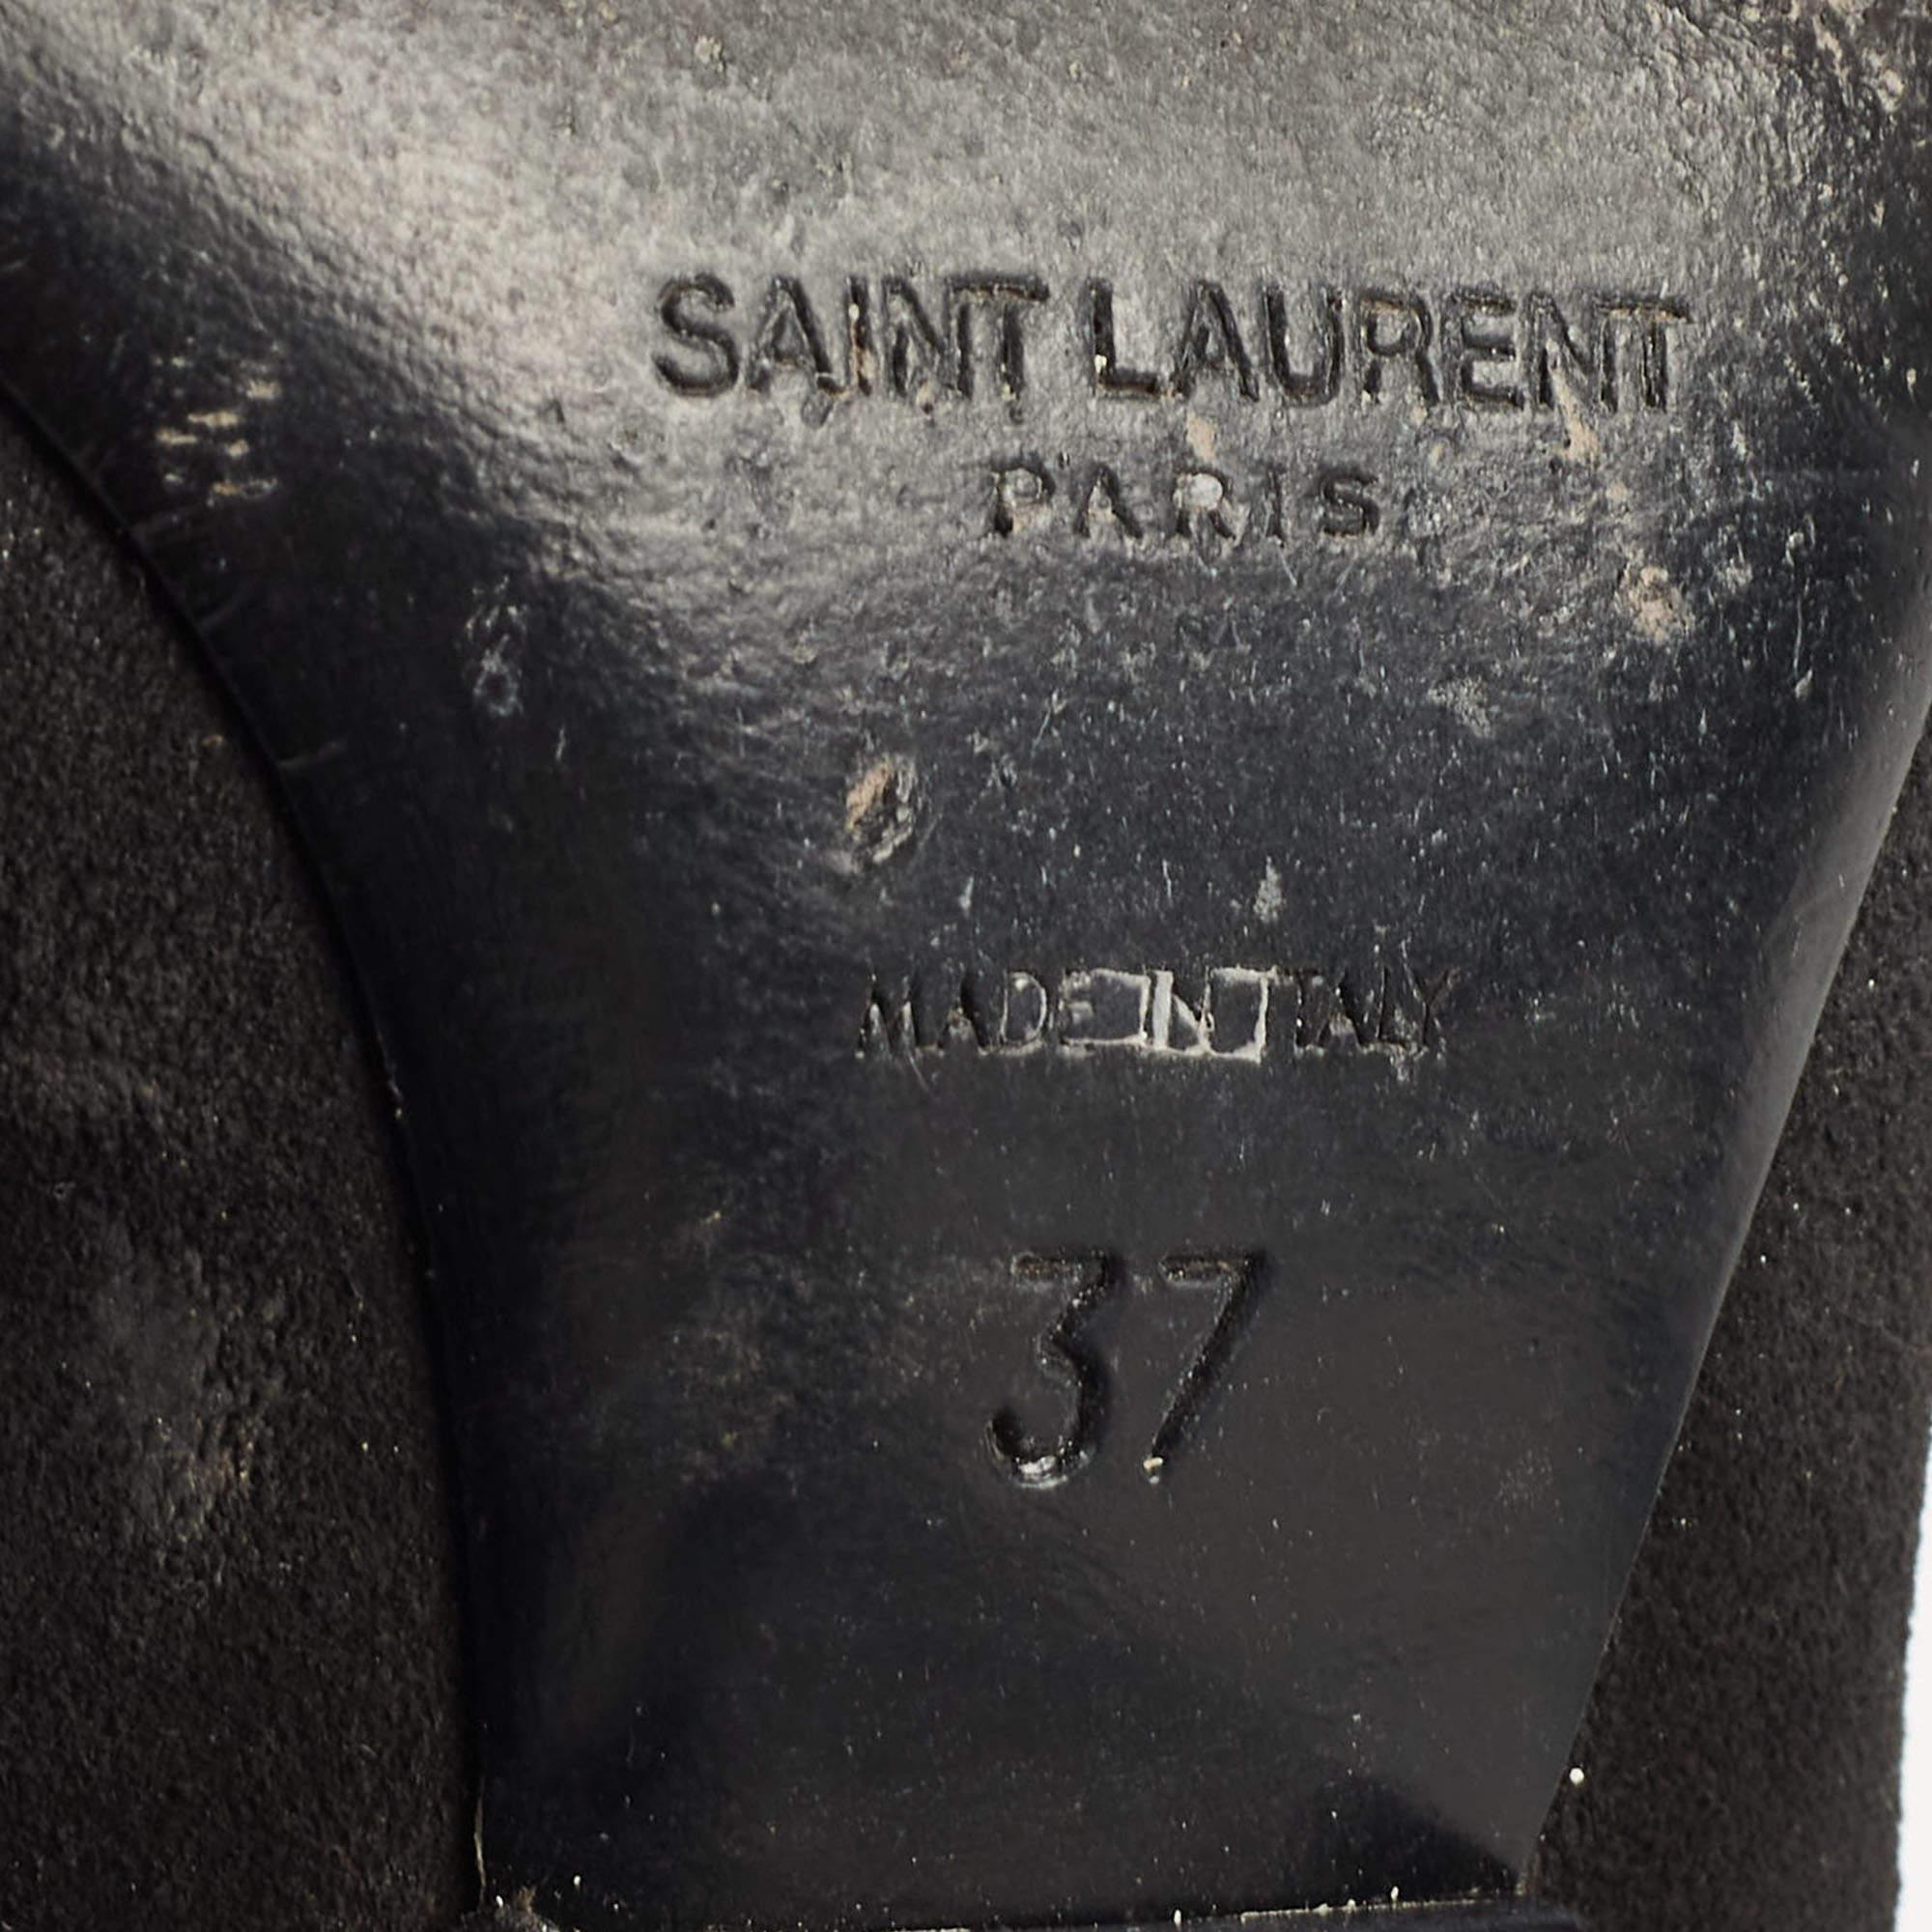 SAINT LAURENT
PARIS
MADE IN ITALY
37